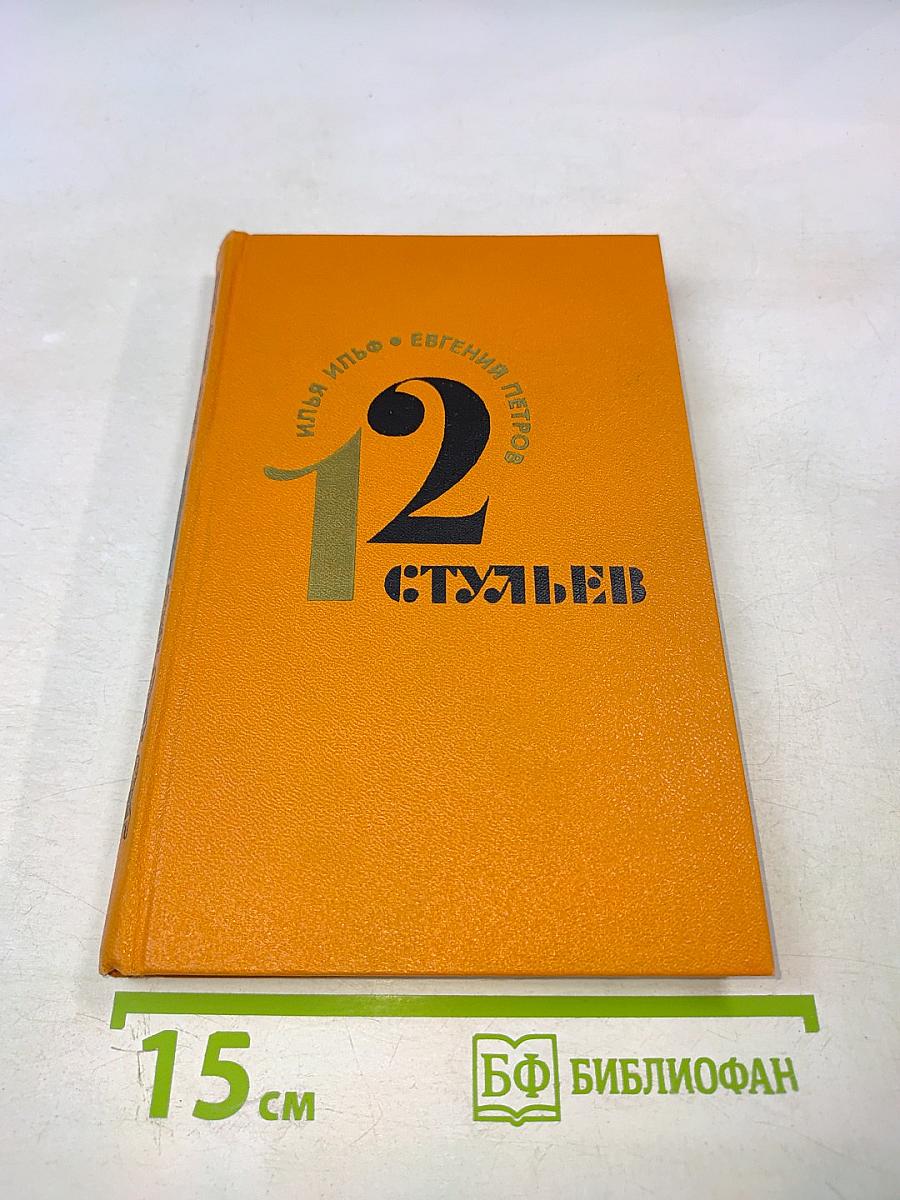 ИЛЬЯ ИЛЬФ • ЕВГЕНИЙ ПЕТРОВ
12
СТУЛЬЕВ
15 см
БФ БИБЛИОФАН